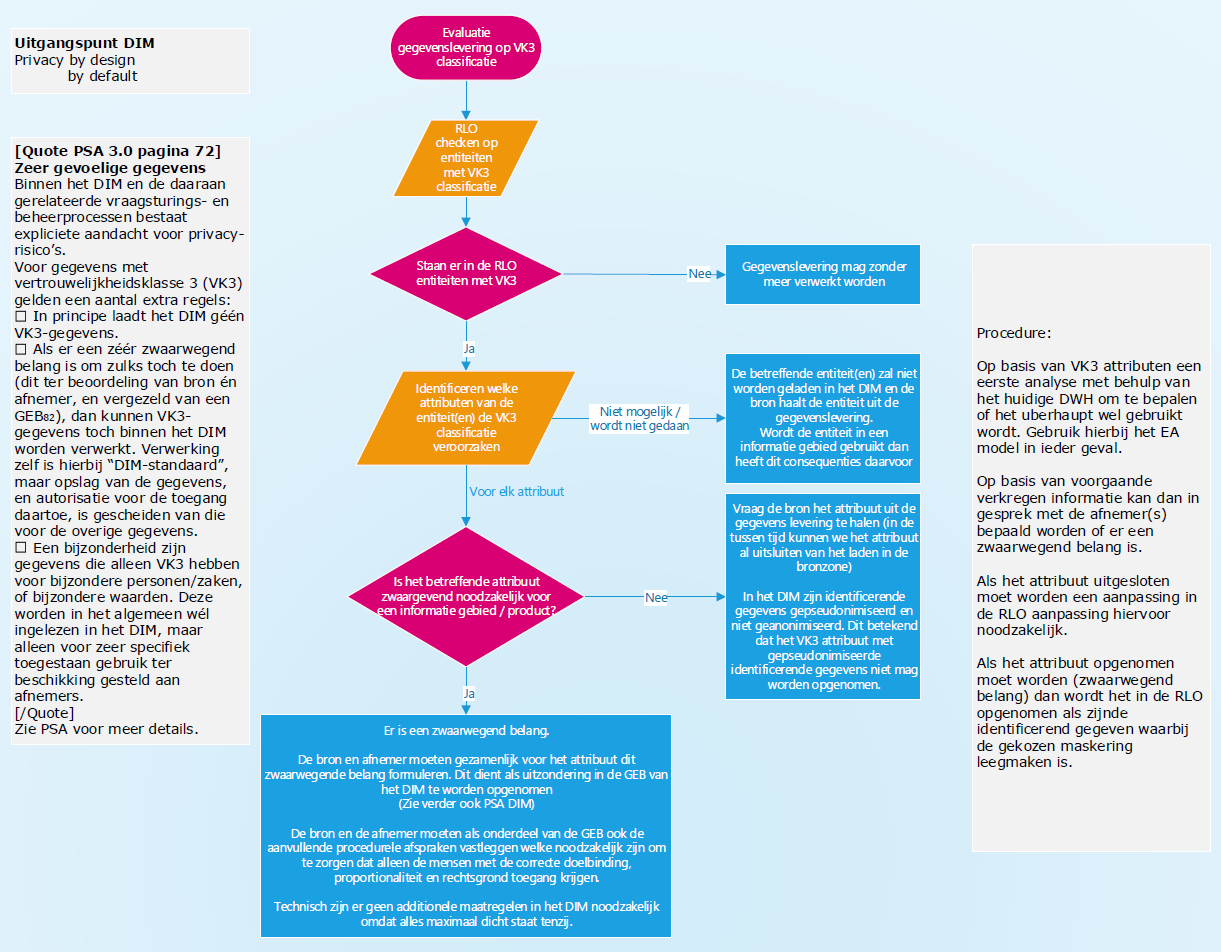 Uitgangspunt DIM
Privacy by design
by default
[Quote PSA 3.0 pagina 72]
Zeer gevoelige gegevens
Binnen het DIM en de daaraan
gerelateerde vraagsturings- en
beheerprocessen bestaat
expliciete aandacht voor privacy-
risico's.
Voor gegevens met
vertrouwelijkheidsklasse 3 (VK3)
gelden een aantal extra regels:
☐ In principe laadt het DIM géén
VK3-gegevens.
☐ Als er een zéér zwaarwegend
belang is om zulks toch te doen
(dit ter beoordeling van bron én
afnemer, en vergezeld van een
GEB82), dan kunnen VK3-
gegevens toch binnen het DIM
worden verwerkt. Verwerking
zelf is hierbij “DIM-standaard”,
maar opslag van de gegevens,
en autorisatie voor de toegang
daartoe, is gescheiden van die
voor de overige gegevens.
☐ Een bijzonderheid zijn
gegevens die alleen VK3 hebben
voor bijzondere personen/zaken,
of bijzondere waarden. Deze
worden in het algemeen wél
ingelezen in het DIM, maar
alleen voor zeer specifiek
toegestaan gebruik ter
beschikking gesteld aan
afnemers.
[/Quote]
Zie PSA voor meer details.
Evaluatie
gegevenslevering op VK3
classificatie
RLO
checken op
entiteiten
met VK3
classificatie
Staan er in de RLO
entiteiten met VK3
Nee
Gegevenslevering mag zonder
meer verwerkt worden
Ja
Identificeren welke
attributen van de
entiteit(en) de VK3
classificatie
veroorzaken
Niet mogelijk /
wordt niet gedaan
De betreffende entiteit(en) zal niet
worden geladen in het DIM en de
bron haalt de entiteit uit de
gegevenslevering.
Wordt de entiteit in een
informatie gebied gebruikt dan
heeft dit consequenties daarvoor
Voor elk attribuut
Is het betreffende attribuut
zwaargevend noodzakelijk voor
een informatie gebied / product?
Nee
Vraag de bron het attribuut uit de
gegevens levering te halen (in de
tussen tijd kunnen we het attribuut
al uitsluiten van het laden in de
bronzone)
In het DIM zijn identificerende
gegevens gepseudonimiseerd en
niet geanonimiseerd. Dit betekend
dat het VK3 attribuut met
gepseudonimiseerde
identificerende gegevens niet mag
worden opgenomen.
Ja
Er is een zwaarwegend belang.
De bron en afnemer moeten gezamenlijk voor het attribuut dit
zwaarwegende belang formuleren. Dit dient als uitzondering in de GEB van
het DIM te worden opgenomen
(Zie verder ook PSA DIM)
De bron en de afnemer moeten als onderdeel van de GEB ook de
aanvullende procedurele afspraken vastleggen welke noodzakelijk zijn om
te zorgen dat alleen de mensen met de correcte doelbinding,
proportionaliteit en rechtsgrond toegang krijgen.
Technisch zijn er geen additionele maatregelen in het DIM noodzakelijk
omdat alles maximaal dicht staat tenzij.
Procedure:
Op basis van VK3 attributen een
eerste analyse met behulp van
het huidige DWH om te bepalen
of het uberhaupt wel gebruikt
wordt. Gebruik hierbij het EA
model in ieder geval.
Op basis van voorgaande
verkregen informatie kan dan in
gesprek met de afnemer(s)
bepaald worden of er een
zwaarwegend belang is.
Als het attribuut uitgesloten
moet worden een aanpassing in
de RLO aanpassing hiervoor
noodzakelijk.
Als het attribuut opgenomen
moet worden (zwaarwegend
belang) dan wordt het in de RLO
opgenomen als zijnde
identificerend gegeven waarbij
de gekozen maskering
leegmaken is.